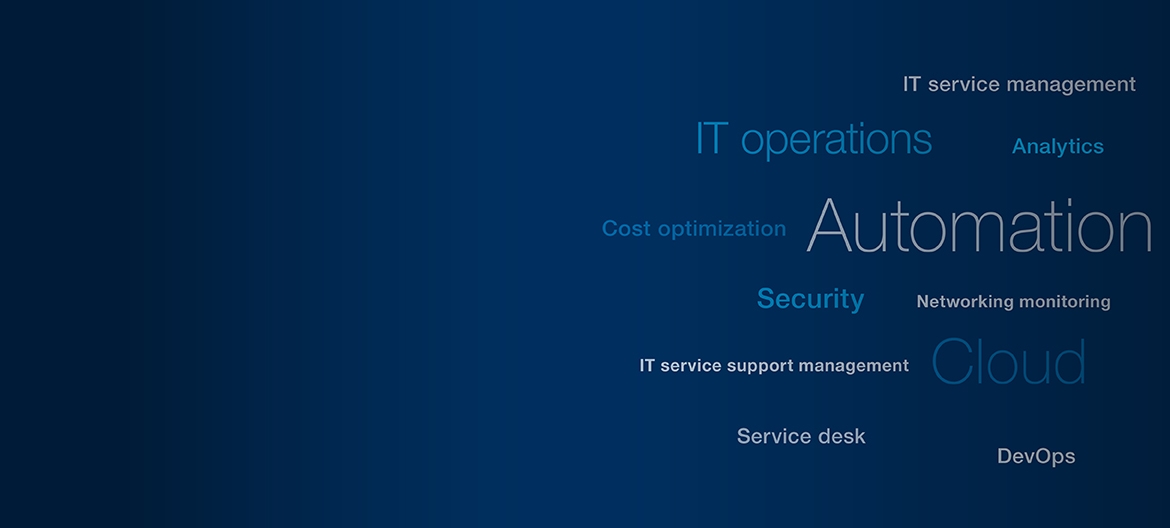 IT service management
IT operations
Analytics
Cost optimization
Automation
Security
Networking monitoring
IT service support management
Cloud
Service desk
DevOps